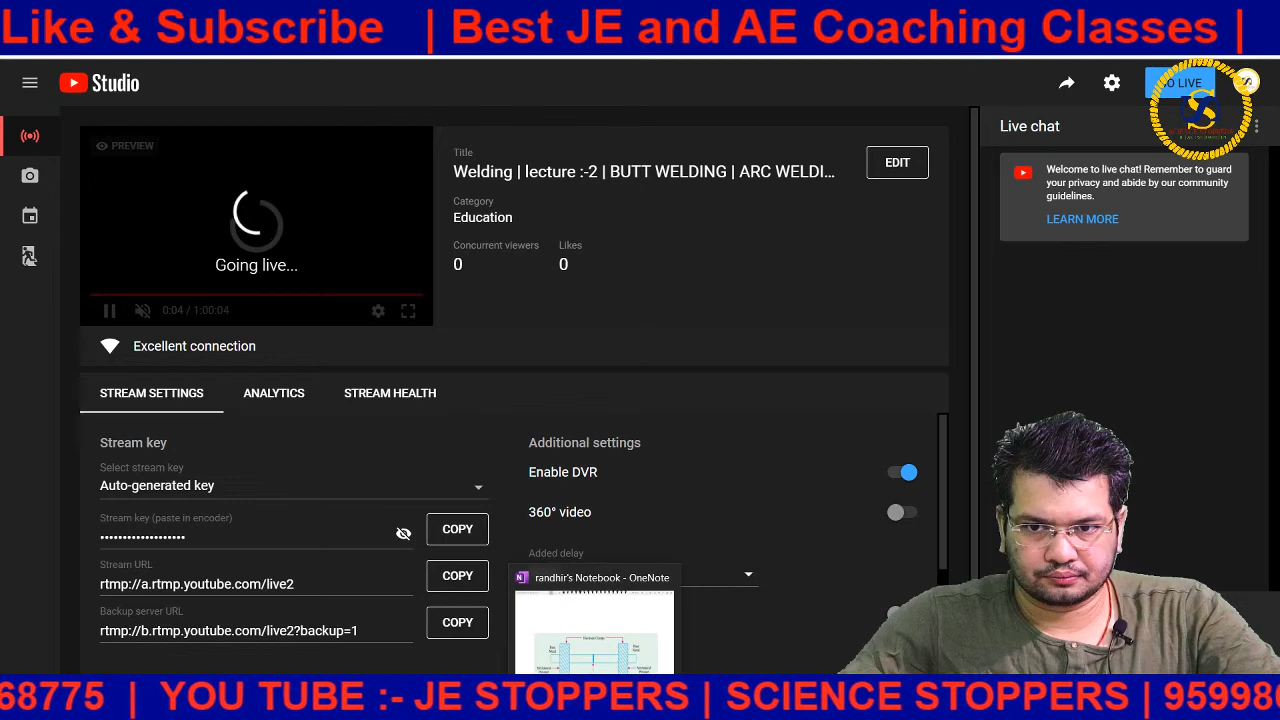 Like & Subscribe | Best JE and AE Coaching Classes |
Studio
GO LIVE
PREVIEW
Going live...
0:04 / 1:00:04
Title
Welding | lecture :-2 | BUTT WELDING | ARC WELDI...
EDIT
Category
Education
Concurrent viewers
Likes
0
0
Live chat
Welcome to live chat! Remember to guard
your privacy and abide by our community
guidelines.
LEARN MORE
Excellent connection
STREAM SETTINGS
ANALYTICS
STREAM HEALTH
Stream key
Select stream key
Auto-generated key
Stream key (paste in encoder)
•••••••••••••••••••
COPY
Stream URL
rtmp://a.rtmp.youtube.com/live2
COPY
Backup server URL
rtmp://b.rtmp.youtube.com/live2?backup=1
COPY
Additional settings
Enable DVR
360° video
Added delay
randhir's Notebook - OneNote
68775 | YOU TUBE :- JE STOPPERS | SCIENCE STOPPERS | 95998